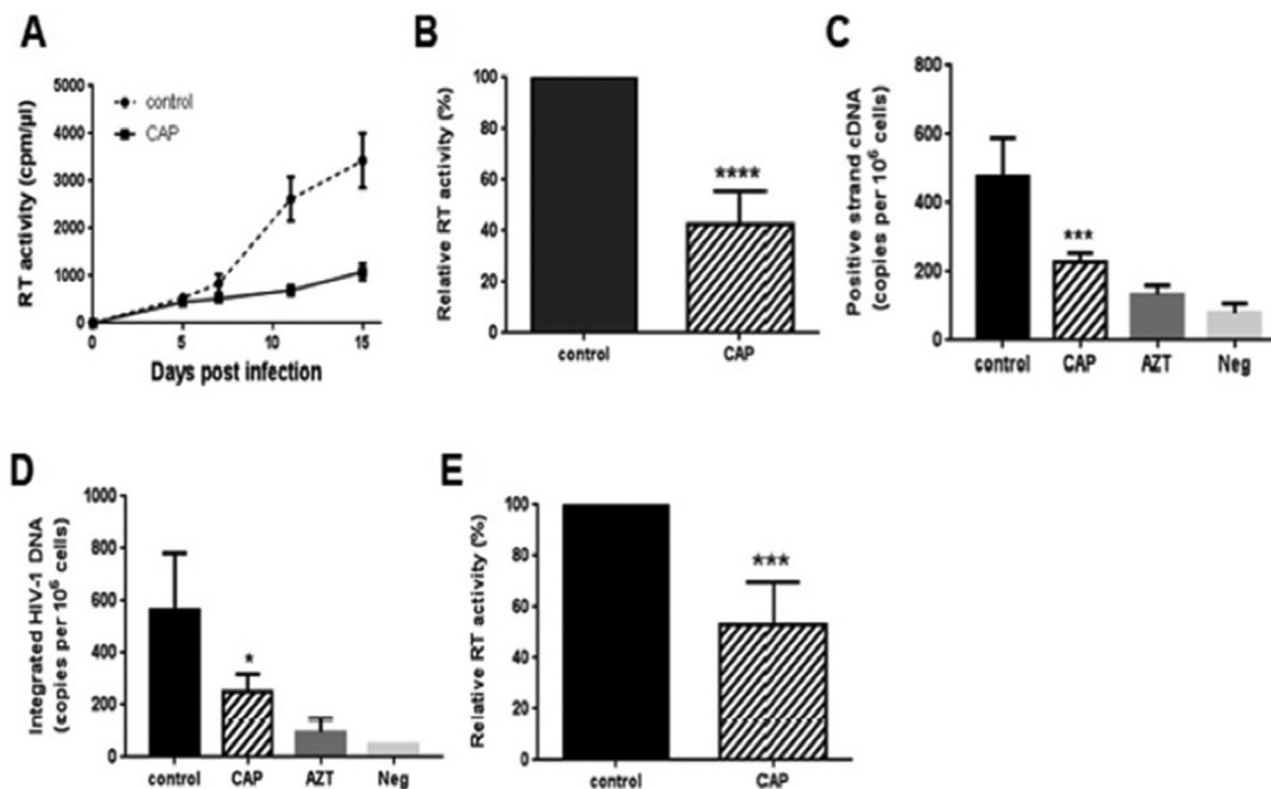 A
RT activity (cpm/µl)
5000
4000
3000
2000
1000
0
control
CAP
0
5
10
15
Days post infection
B
Relative RT activity (%)
100
80
60
40
20
0
****
control
CAP
C
Positive strand cDNA
(copies per 10⁶ cells)
800
600
400
200
0
***
control
CAP
AZT
Neg
D
Integrated HIV-1 DNA
(copies per 10⁶ cells)
1000
800
600
400
200
0
*
control
CAP
AZT
Neg
E
Relative RT activity (%)
100
80
60
40
20
0
***
control
CAP